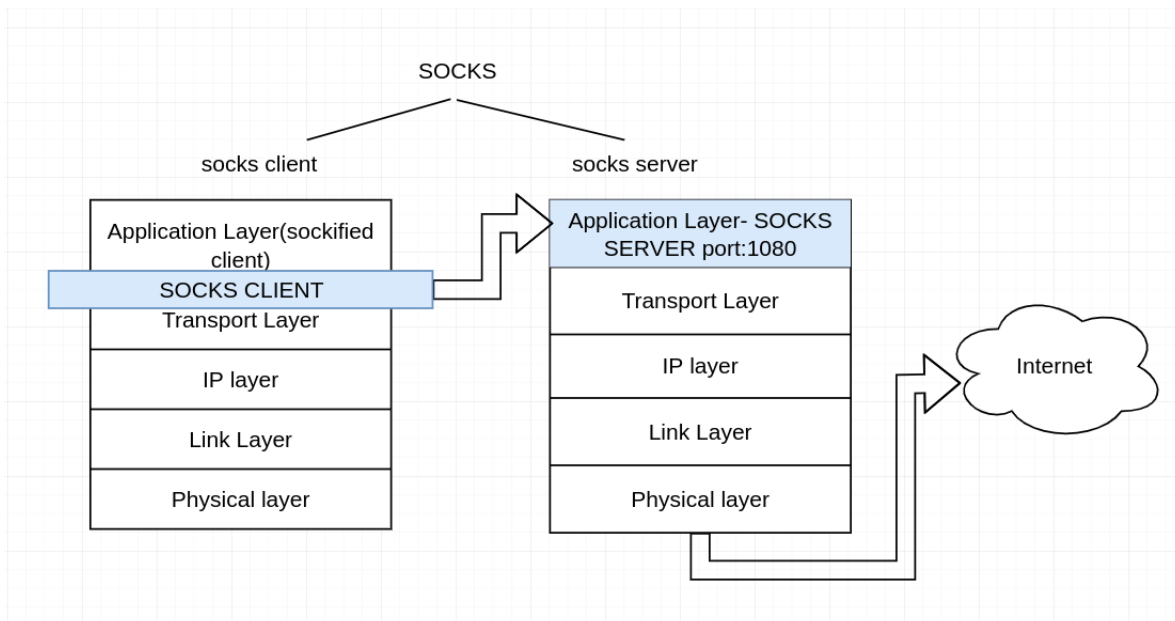 SOCKS
socks client
socks server
Application Layer(sockified
client)
SOCKS CLIENT
Transport Layer
IP layer
Link Layer
Physical layer
Application Layer- SOCKS
SERVER port:1080
Transport Layer
IP layer
Link Layer
Physical layer
Internet